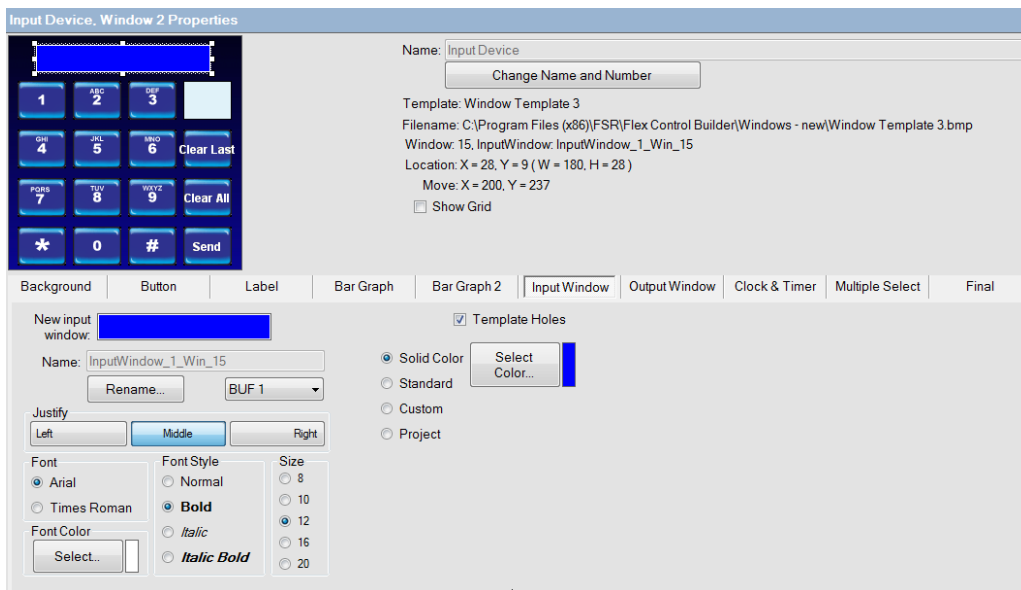 Input Device, Window 2 Properties
Name: Input Device
Change Name and Number
Template: Window Template 3
Filename: C:\Program Files (x86)\FSR\Flex Control Builder\Windows - new\Window Template 3.bmp
Window: 15, InputWindow: InputWindow_1_Win_15
Location: X = 28, Y = 9 ( W = 180, H = 28 )
Move: X = 200, Y = 237
Show Grid
1 ABC 2 DEF 3
GHI 4 JKL 5 MNO 6 Clear Last
PQRS 7 TUV 8 WXYZ 9 Clear All
* 0 # Send
Background Button Label Bar Graph Bar Graph 2 Input Window Output Window Clock & Timer Multiple Select Final
New input
window:
Name: InputWindow_1_Win_15
Rename... BUF 1
Justify
Left Middle Right
Font
Arial
Times Roman
Font Color
Select...
Font Style
Normal
Bold
Italic
Italic Bold
Size
8
10
12
16
20
Template Holes
Solid Color
Standard
Custom
Project
Select
Color...